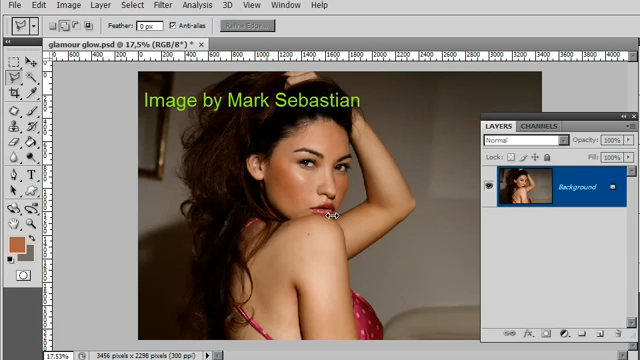 File Edit Image Layer Select Filter Analysis 3D View Window Help
Feather: 0 px Anti-alias Refine Edge...
glamour glow.psd @ 17,5% (RGB/8*) *
Image by Mark Sebastian
LAYERS CHANNELS
Normal Opacity: 100%
Lock: Fill: 100%
Background
17,53% 3456 pixels x 2298 pixels (300 ppi)